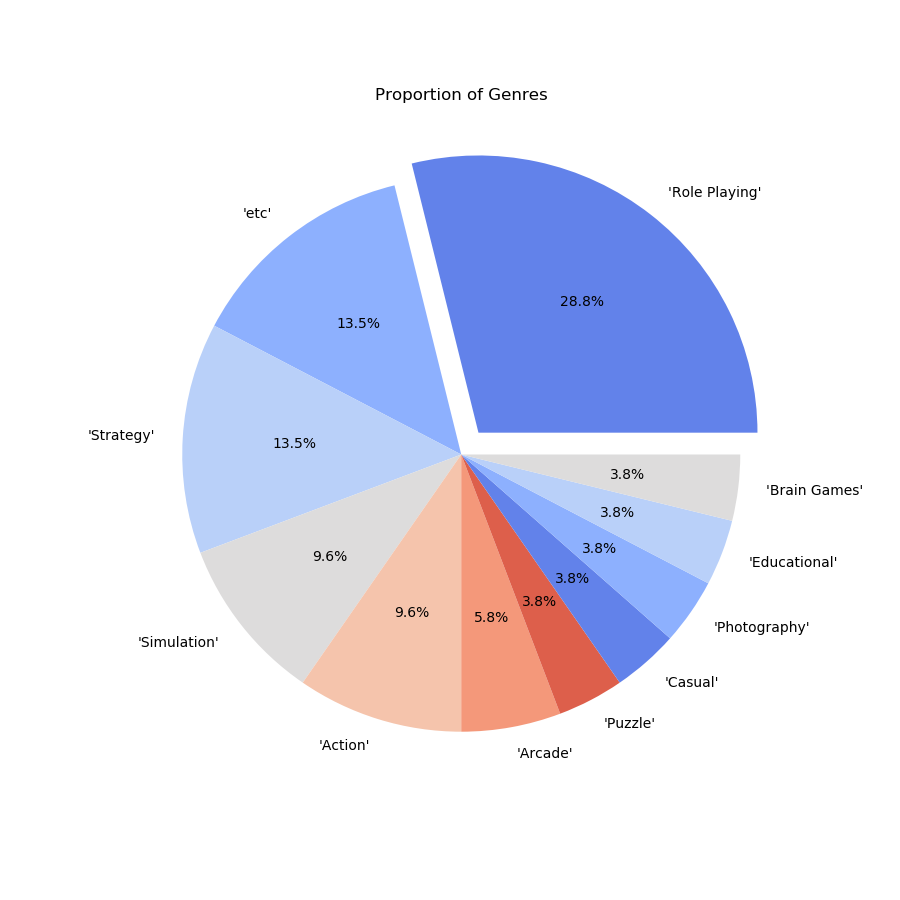 Proportion of Genres
'Role Playing'
28.8%
'etc'
13.5%
'Strategy'
13.5%
'Simulation'
9.6%
'Action'
9.6%
'Arcade'
5.8%
'Puzzle'
3.8%
'Casual'
3.8%
'Photography'
3.8%
'Educational'
3.8%
'Brain Games'
3.8%